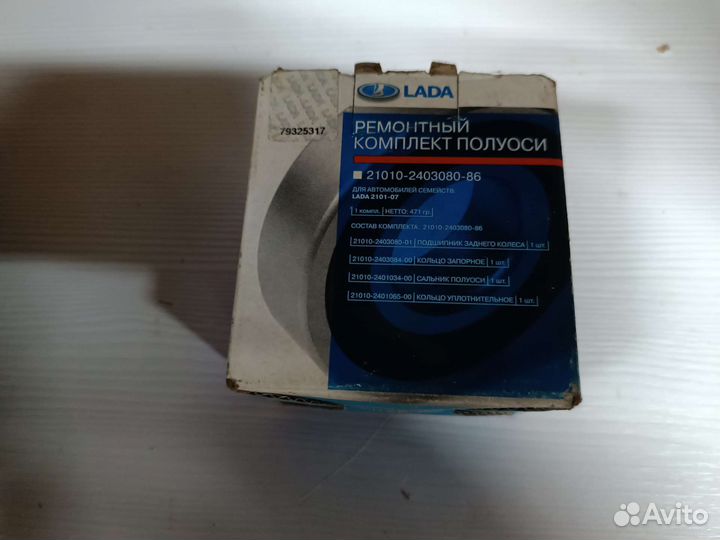 LADA
79325317
РЕМОНТНЫЙ
КОМПЛЕКТ ПОЛУОСИ
21010-2403080-86
ДЛЯ АВТОМОБИЛЕЙ СЕМЕЙСТВ:
LADA 2101-07
1 компл. НЕТТО: 471 гр.
СОСТАВ КОМПЛЕКТА: 21010-2403080-86
21010-2403080-01 ПОДШИПНИК ЗАДНЕГО КОЛЕСА 1 шт.
21010-2403084-00 КОЛЬЦО ЗАПОРНОЕ 1 шт.
21010-2401034-00 САЛЬНИК ПОЛУОСИ 1 шт.
21010-2401065-00 КОЛЬЦО УПЛОТНИТЕЛЬНОЕ 1 шт.
Avito